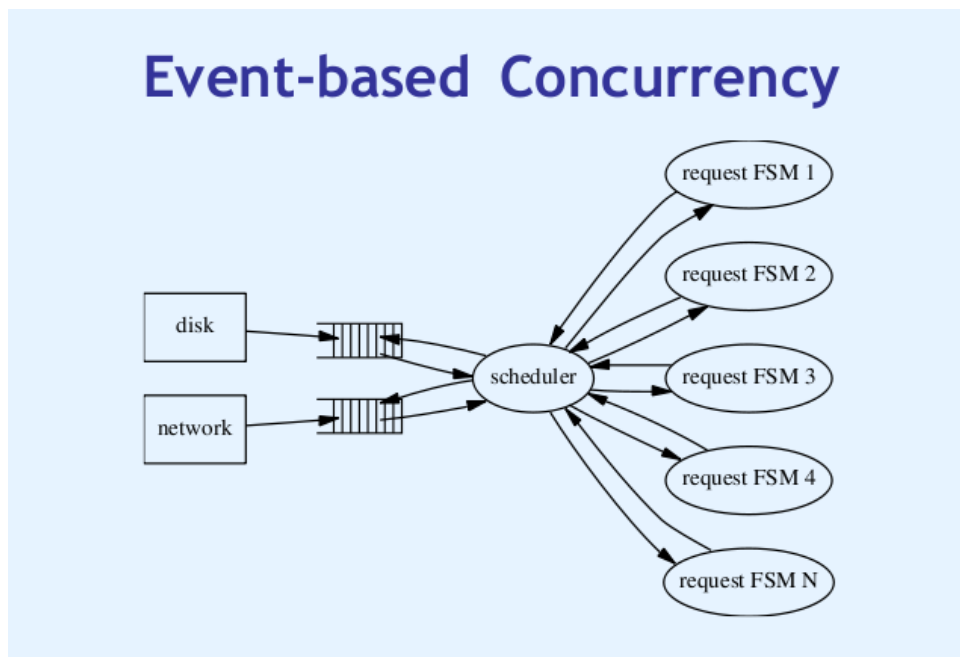 Event-based Concurrency
request FSM 1
request FSM 2
disk
scheduler
request FSM 3
network
request FSM 4
request FSM N